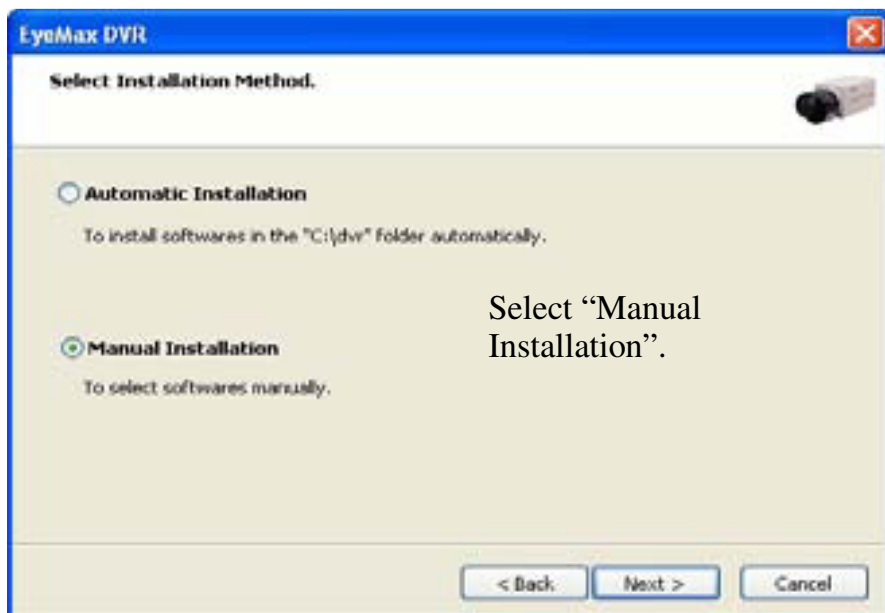 EyeMax DVR
Select Installation Method.
Automatic Installation
To install softwares in the "C:\dvr" folder automatically.
Select “Manual
Installation”.
Manual Installation
To select softwares manually.
< Back
Next >
Cancel